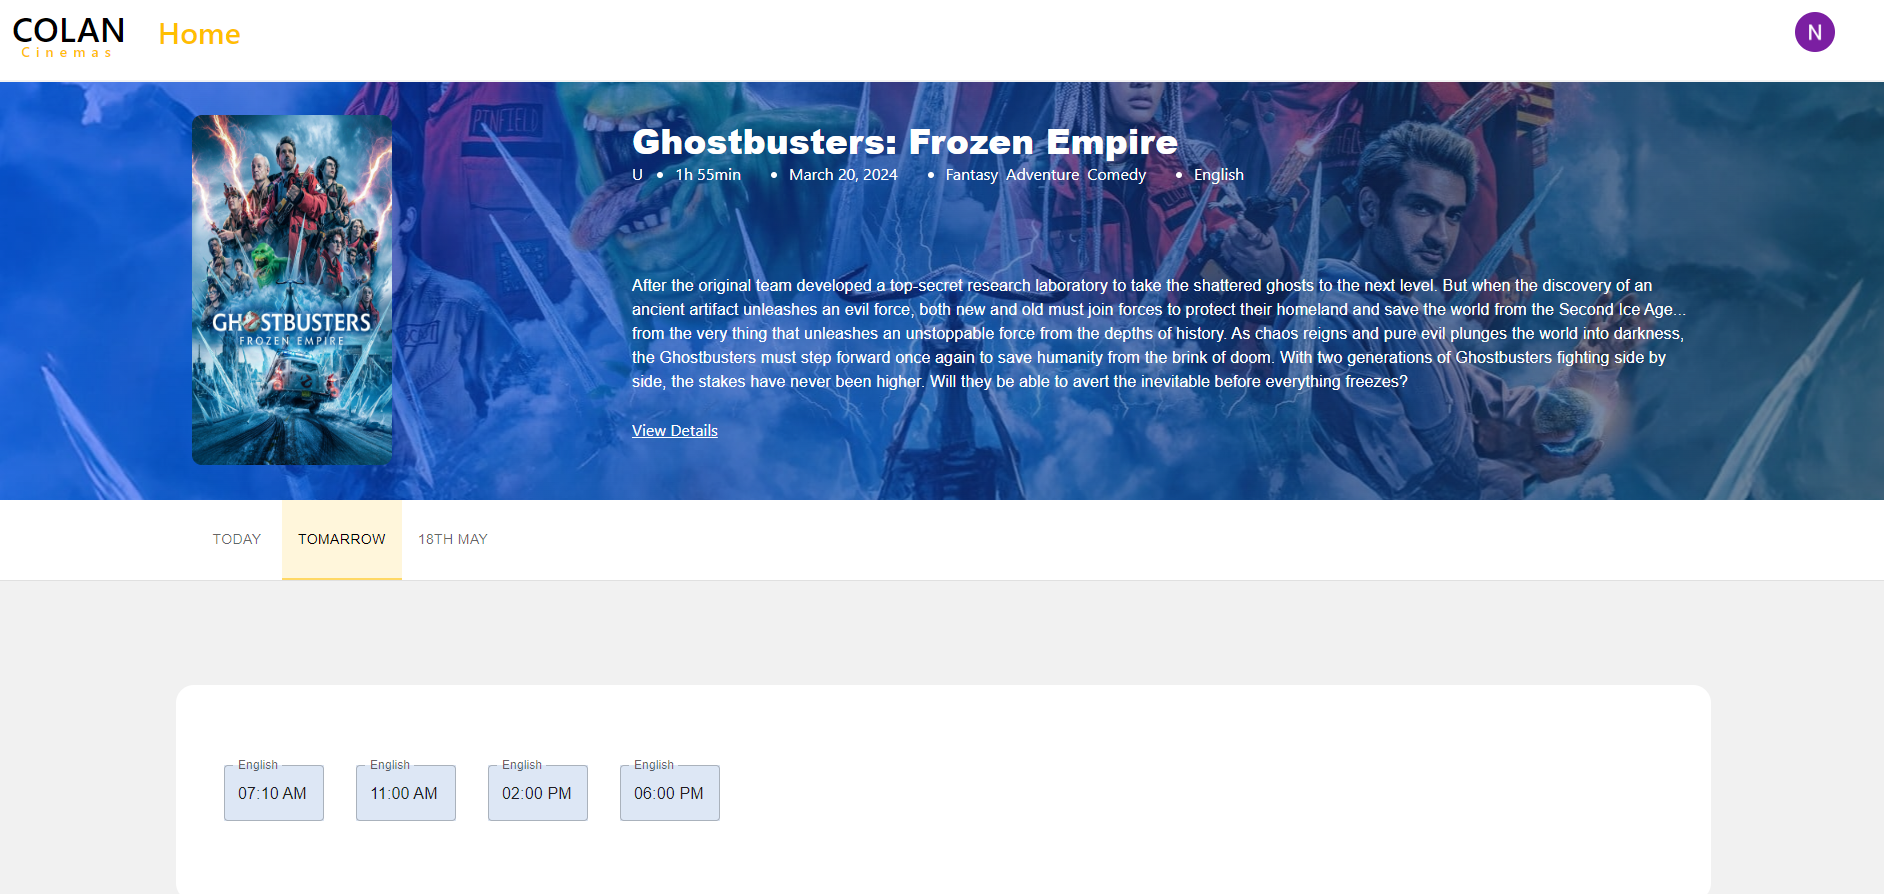 COLAN
Cinemas
Home
N
PINFIELD
GHOSTBUSTERS
FROZEN EMPIRE
Ghostbusters: Frozen Empire
U • 1h 55min • March 20, 2024 • Fantasy Adventure Comedy • English
After the original team developed a top-secret research laboratory to take the shattered ghosts to the next level. But when the discovery of an
ancient artifact unleashes an evil force, both new and old must join forces to protect their homeland and save the world from the Second Ice Age...
from the very thing that unleashes an unstoppable force from the depths of history. As chaos reigns and pure evil plunges the world into darkness,
the Ghostbusters must step forward once again to save humanity from the brink of doom. With two generations of Ghostbusters fighting side by
side, the stakes have never been higher. Will they be able to avert the inevitable before everything freezes?
View Details
TODAY TOMARROW 18TH MAY
English English English English
07:10 AM 11:00 AM 02:00 PM 06:00 PM